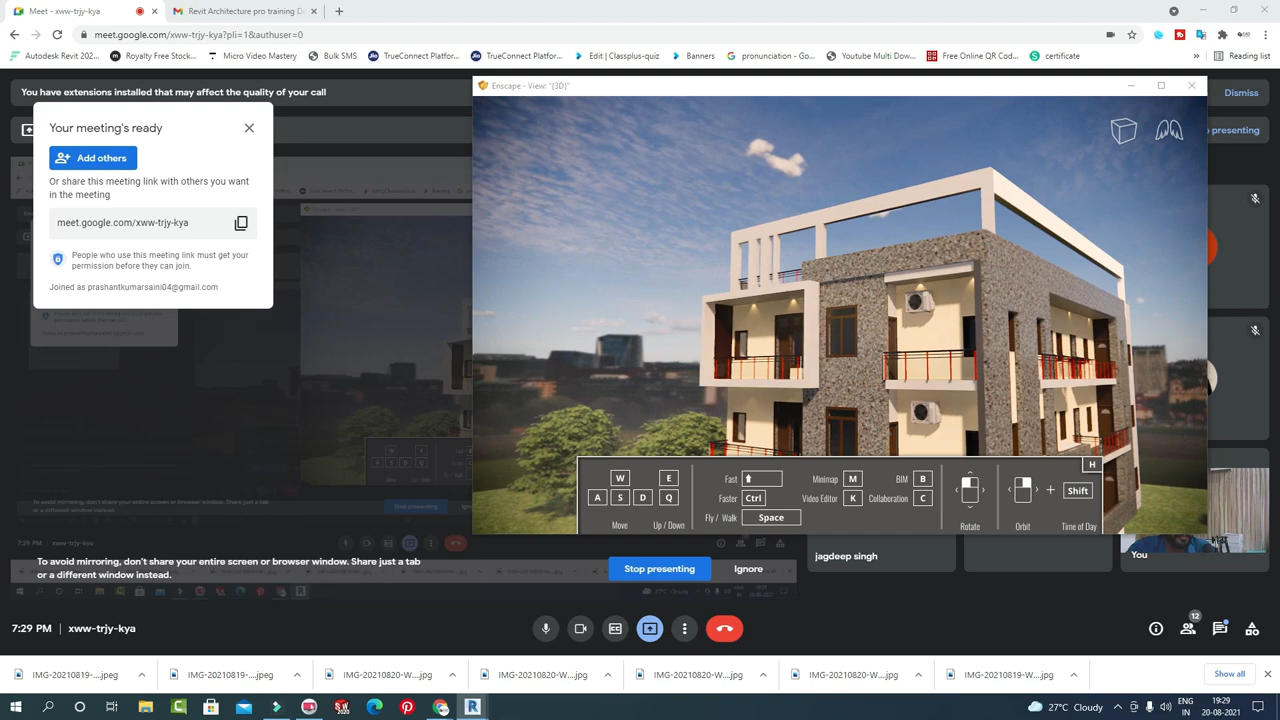 Meet - xww-trjy-kya
Revit Architecture pro training D
meet.google.com/xww-trjy-kya?pli=1&authuser=0
Autodesk Revit 2022...
Royalty Free Stock...
Micro Video Mastery
Bulk SMS
TrueConnect Platfor...
TrueConnect Platfor...
Edit | Classplus-quiz
Banners
pronunciation - Go...
Youtube Multi Dow...
Free Online QR Cod...
certificate
»
Reading list
You have extensions installed that may affect the quality of your call
Dismiss
Enscape - View: "{3D}"
Your meeting's ready
presenting
Add others
Or share this meeting link with others you want
in the meeting
meet.google.com/xww-trjy-kya
People who use this meeting link must get your
permission before they can join.
Joined as prashantkumarsaini04@gmail.com
H
W
E
A
S
D
Q
Move
Up / Down
Fast
Faster
Ctrl
Fly / Walk
Space
Minimap
M
BIM
B
Video Editor
K
Collaboration
C
Rotate
+
Shift
Orbit
Time of Day
To avoid mirroring, don't share your entire screen or browser window. Share just a tab
or a different window instead.
Stop presenting
Ignore
jagdeep singh
You
7:29 PM | xww-trjy-kya
12
IMG-20210819-....jpeg
IMG-20210819-....jpeg
IMG-20210820-W....jpg
IMG-20210820-W....jpg
IMG-20210820-W....jpg
IMG-20210820-W....jpg
IMG-20210819-W....jpg
Show all
27°C Cloudy
ENG
IN
19:29
20-08-2021